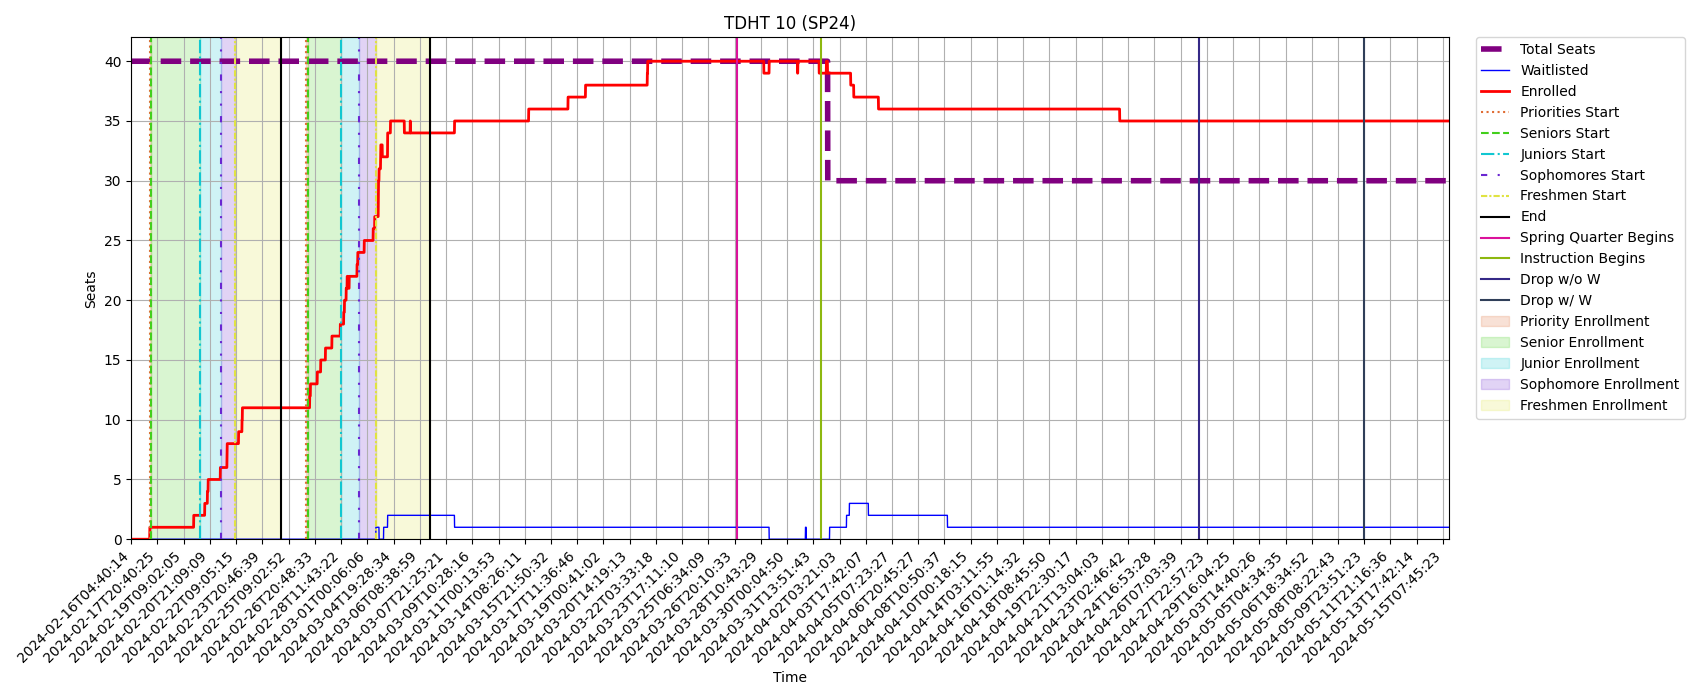 TDHT 10 (SP24)
Seats
40
35
30
25
20
15
10
5
0
2024-02-16T04:40:14
2024-02-17T20:40:25
2024-02-19T09:02:05
2024-02-20T21:09:09
2024-02-22T09:05:15
2024-02-23T20:46:39
2024-02-25T09:02:52
2024-02-26T20:48:33
2024-02-28T11:43:22
2024-03-01T00:06:06
2024-03-04T19:28:34
2024-03-06T08:38:59
2024-03-07T21:25:21
2024-03-09T10:28:16
2024-03-11T00:13:53
2024-03-14T08:26:11
2024-03-15T21:50:32
2024-03-17T11:36:46
2024-03-19T00:41:02
2024-03-20T14:19:13
2024-03-22T03:33:18
2024-03-23T17:11:10
2024-03-25T06:34:09
2024-03-26T20:10:33
2024-03-28T10:43:29
2024-03-30T00:04:50
2024-03-31T13:51:43
2024-04-02T03:21:03
2024-04-03T17:42:07
2024-04-05T07:23:27
2024-04-06T20:45:27
2024-04-08T10:50:37
2024-04-10T00:18:15
2024-04-14T03:11:55
2024-04-16T01:14:32
2024-04-18T08:45:50
2024-04-19T22:30:17
2024-04-21T13:04:03
2024-04-23T02:46:42
2024-04-24T16:53:28
2024-04-26T07:03:39
2024-04-27T22:57:23
2024-04-29T16:04:25
2024-05-03T14:40:26
2024-05-05T04:34:35
2024-05-06T18:34:52
2024-05-08T08:22:43
2024-05-09T23:51:23
2024-05-11T21:16:36
2024-05-13T17:42:14
2024-05-15T07:45:23
Time
Total Seats
Waitlisted
Enrolled
Priorities Start
Seniors Start
Juniors Start
Sophomores Start
Freshmen Start
End
Spring Quarter Begins
Instruction Begins
Drop w/o W
Drop w/ W
Priority Enrollment
Senior Enrollment
Junior Enrollment
Sophomore Enrollment
Freshmen Enrollment